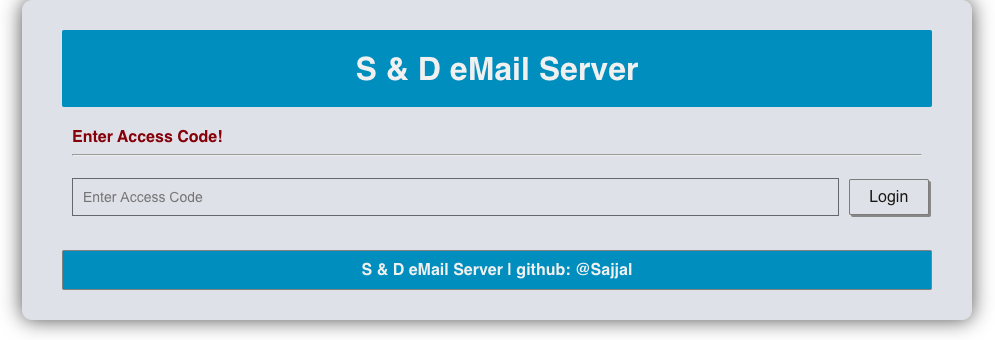 S & D eMail Server
Enter Access Code!
Enter Access Code
Login
S & D eMail Server | github: @Sajjal